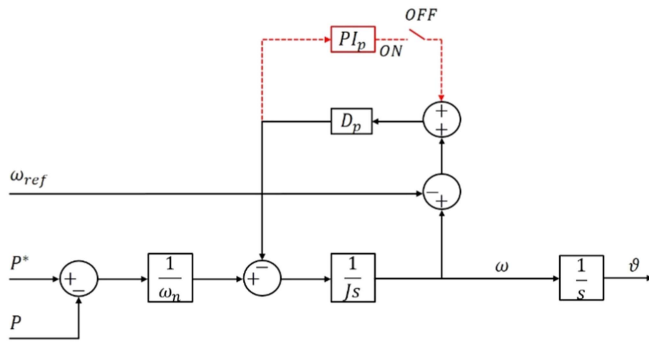 OFF
PI_p
ON
+
+
D_p
ω_ref
−
+
P*
+
−
1
ω_n
−
+
1
Js
ω
1
s
ϑ
P